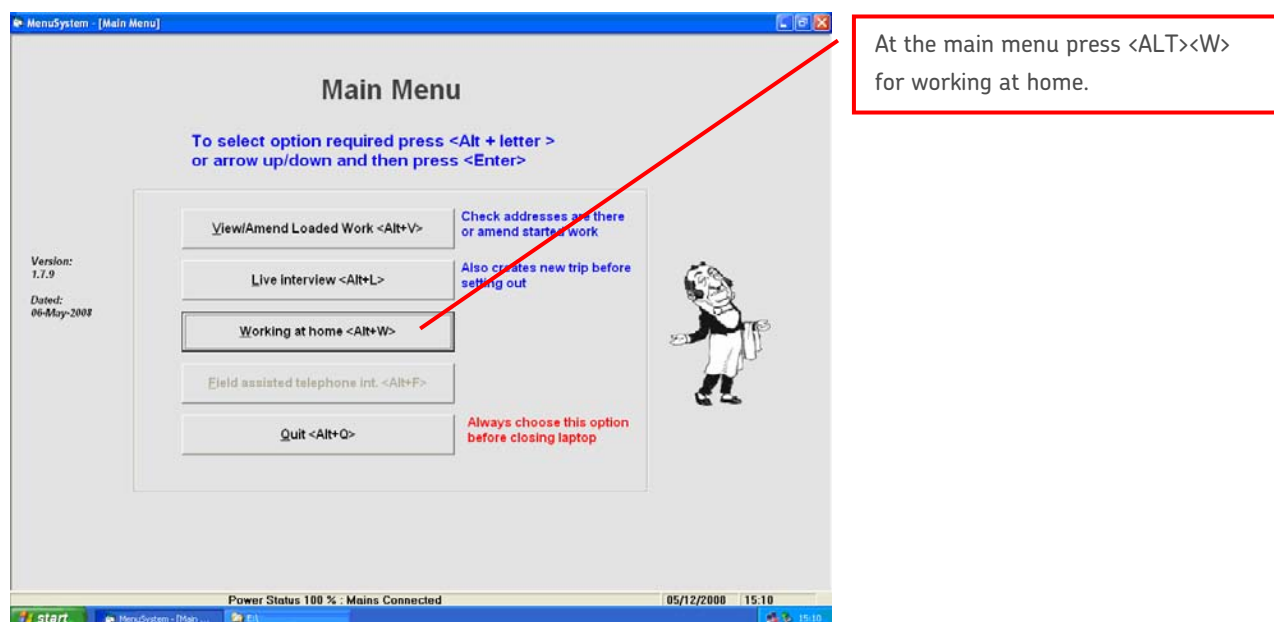 MenuSystem - [Main Menu]
At the main menu press <ALT><W>
for working at home.
Main Menu
To select option required press <Alt + letter >
or arrow up/down and then press <Enter>
View/Amend Loaded Work <Alt+V>
Check addresses are there
or amend started work
Version:
1.7.9
Dated:
06-May-2008
Live interview <Alt+L>
Also creates new trip before
setting out
Working at home <Alt+W>
Field assisted telephone int. <Alt+F>
Quit <Alt+Q>
Always choose this option
before closing laptop
Power Status 100 % : Mains Connected
05/12/2008
15:10
start
MenuSystem - [Main ...
E:\
15:10